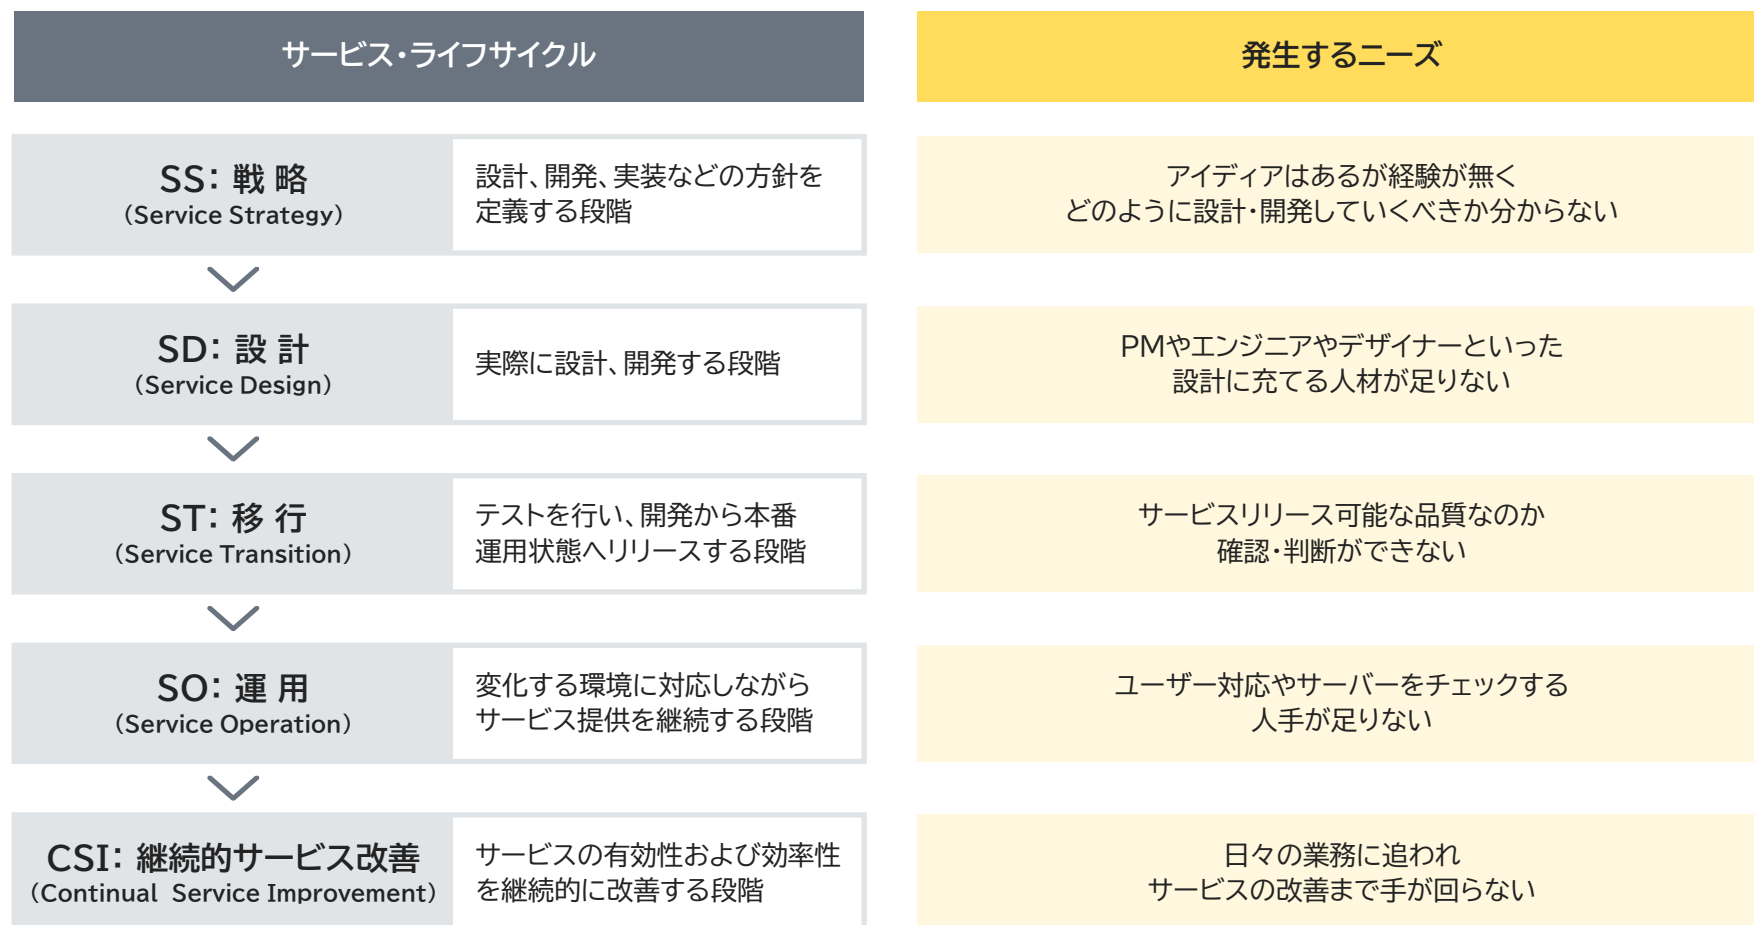 サービス・ライフサイクル
発生するニーズ
SS： 戦 略
（Service Strategy）
設計、開発、実装などの方針を
定義する段階
アイディアはあるが経験が無く
どのように設計・開発していくべきか分からない
SD： 設 計
（Service Design）
実際に設計、開発する段階
PMやエンジニアやデザイナーといった
設計に充てる人材が足りない
ST： 移 行
（Service Transition）
テストを行い、開発から本番
運用状態へリリースする段階
サービスリリース可能な品質なのか
確認・判断ができない
SO： 運 用
（Service Operation）
変化する環境に対応しながら
サービス提供を継続する段階
ユーザー対応やサーバーをチェックする
人手が足りない
CSI： 継続的サービス改善
（Continual Service Improvement）
サービスの有効性および効率性
を継続的に改善する段階
日々の業務に追われ
サービスの改善まで手が回らない